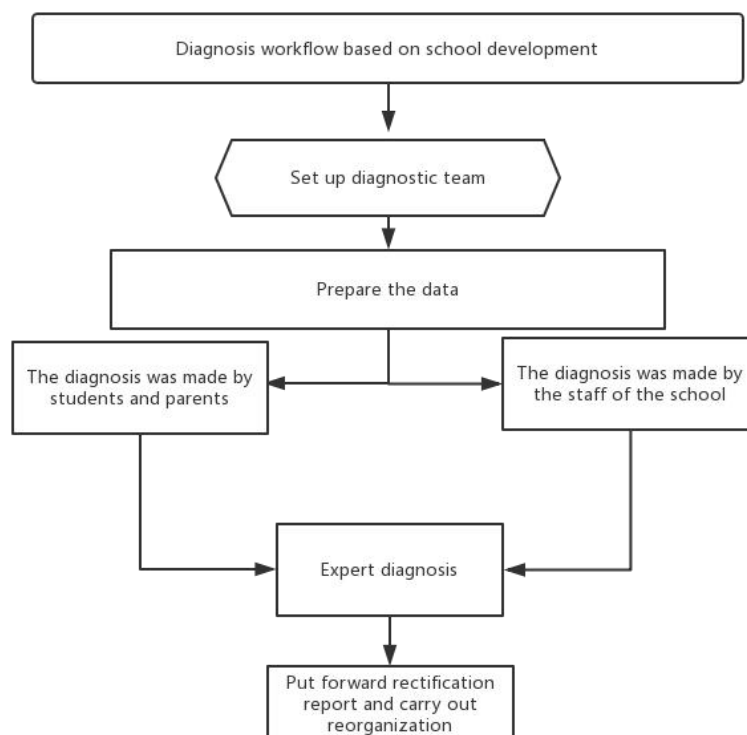 Diagnosis workflow based on school development
Set up diagnostic team
Prepare the data
The diagnosis was made by
students and parents
The diagnosis was made by
the staff of the school
Expert diagnosis
Put forward rectification
report and carry out
reorganization